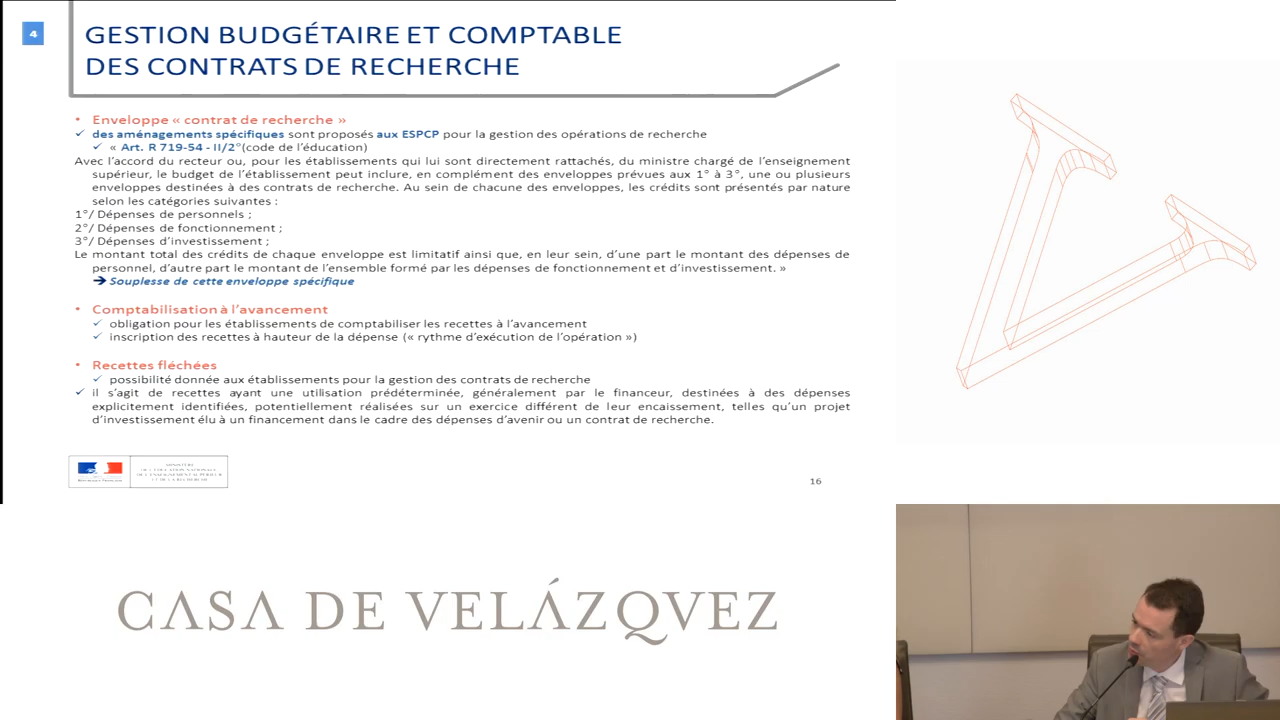 4
GESTION BUDGÉTAIRE ET COMPTABLE
DES CONTRATS DE RECHERCHE
• Enveloppe « contrat de recherche »
✓ des aménagements spécifiques sont proposés aux ESPCP pour la gestion des opérations de recherche
✓ « Art. R 719-54 - II/2°(code de l'éducation)
Avec l'accord du recteur ou, pour les établissements qui lui sont directement rattachés, du ministre chargé de l'enseignement
supérieur, le budget de l'établissement peut inclure, en complément des enveloppes prévues aux 1° à 3°, une ou plusieurs
enveloppes destinées à des contrats de recherche. Au sein de chacune des enveloppes, les crédits sont présentés par nature
selon les catégories suivantes :
1°/ Dépenses de personnels ;
2°/ Dépenses de fonctionnement ;
3°/ Dépenses d'investissement ;
Le montant total des crédits de chaque enveloppe est limitatif ainsi que, en leur sein, d'une part le montant des dépenses de
personnel, d'autre part le montant de l'ensemble formé par les dépenses de fonctionnement et d'investissement. »
➔ Souplesse de cette enveloppe spécifique
• Comptabilisation à l'avancement
✓ obligation pour les établissements de comptabiliser les recettes à l'avancement
✓ inscription des recettes à hauteur de la dépense (« rythme d'exécution de l'opération »)
• Recettes fléchées
✓ possibilité donnée aux établissements pour la gestion des contrats de recherche
✓ il s'agit de recettes ayant une utilisation prédéterminée, généralement par le financeur, destinées à des dépenses
explicitement identifiées, potentiellement réalisées sur un exercice différent de leur encaissement, telles qu'un projet
d'investissement élu à un financement dans le cadre des dépenses d'avenir ou un contrat de recherche.
MINISTÈRE
DE L'ÉDUCATION NATIONALE
DE L'ENSEIGNEMENT SUPÉRIEUR
ET DE LA RECHERCHE
16
CASA DE VELÁZQVEZ